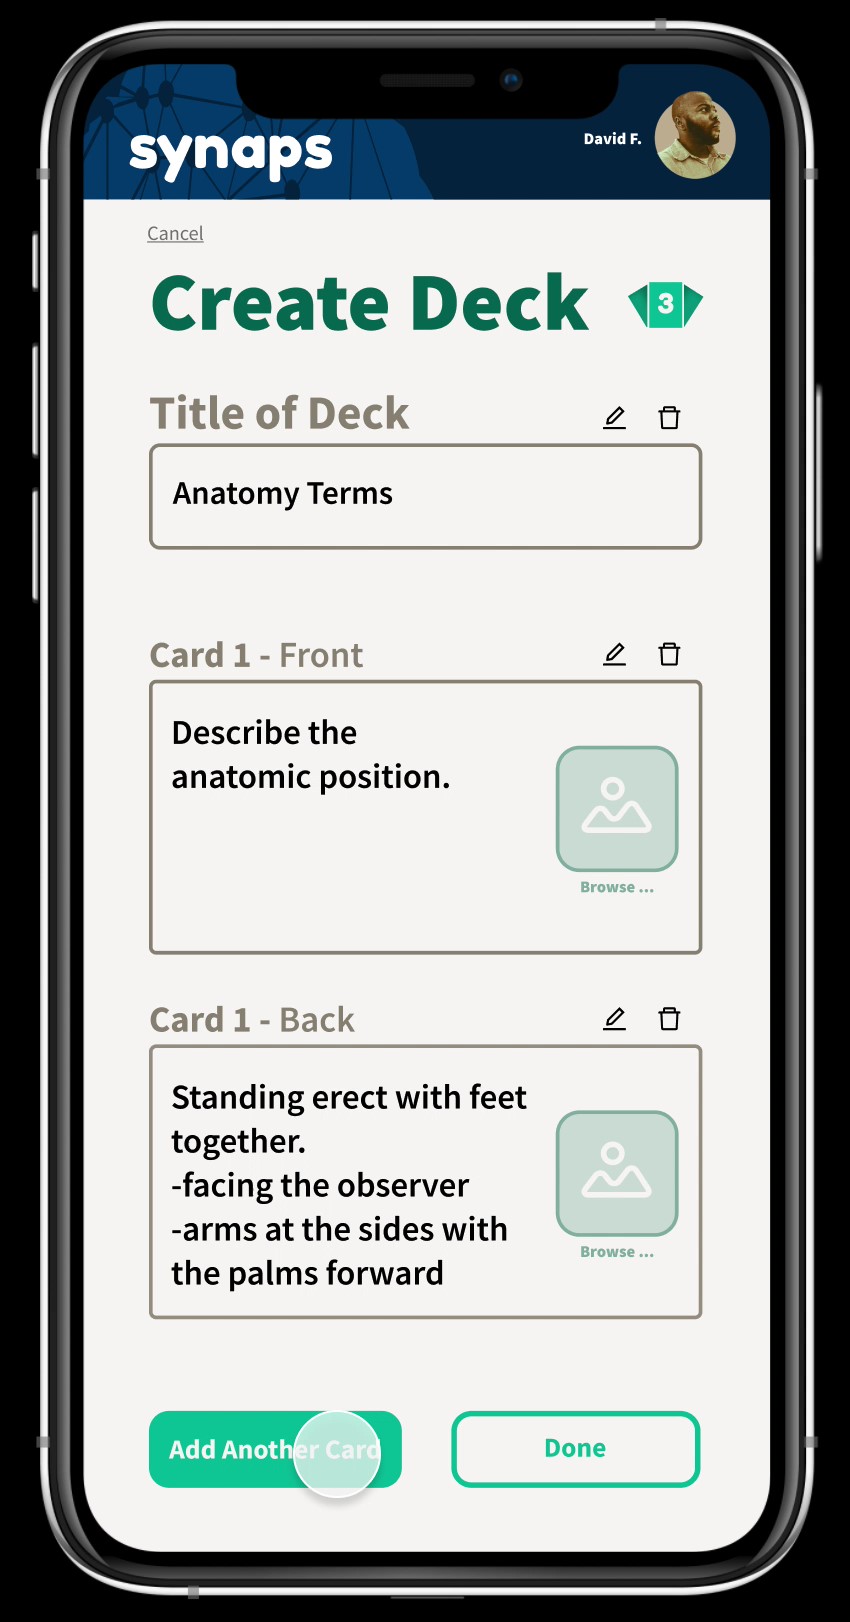 synaps
David F.
Cancel
Create Deck
3
Title of Deck
Anatomy Terms
Card 1 - Front
Describe the
anatomic position.
Browse ...
Card 1 - Back
Standing erect with feet
together.
-facing the observer
-arms at the sides with
the palms forward
Browse ...
Add Another Card
Done